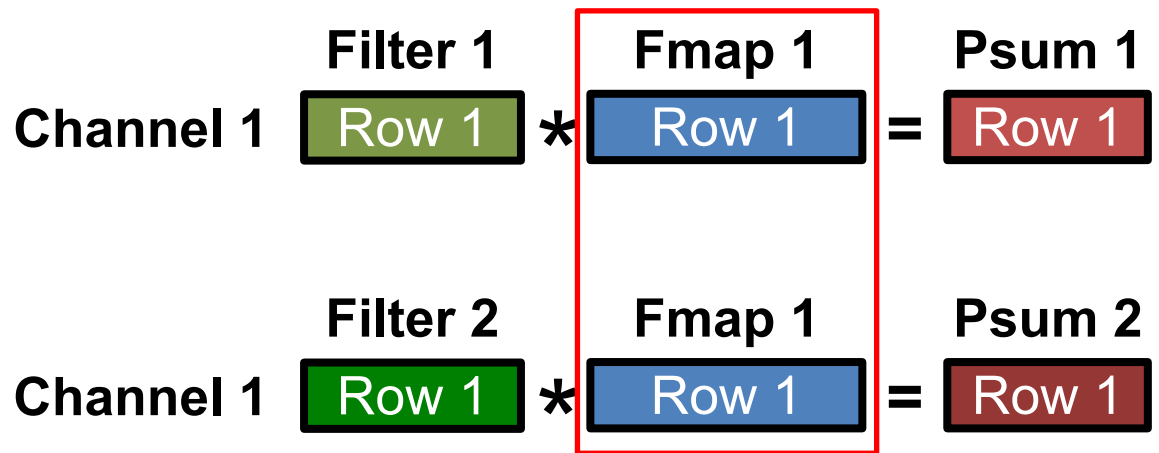 Filter 1 Fmap 1 Psum 1
Channel 1 Row 1 * Row 1 = Row 1
Filter 2 Fmap 1 Psum 2
Channel 1 Row 1 * Row 1 = Row 1